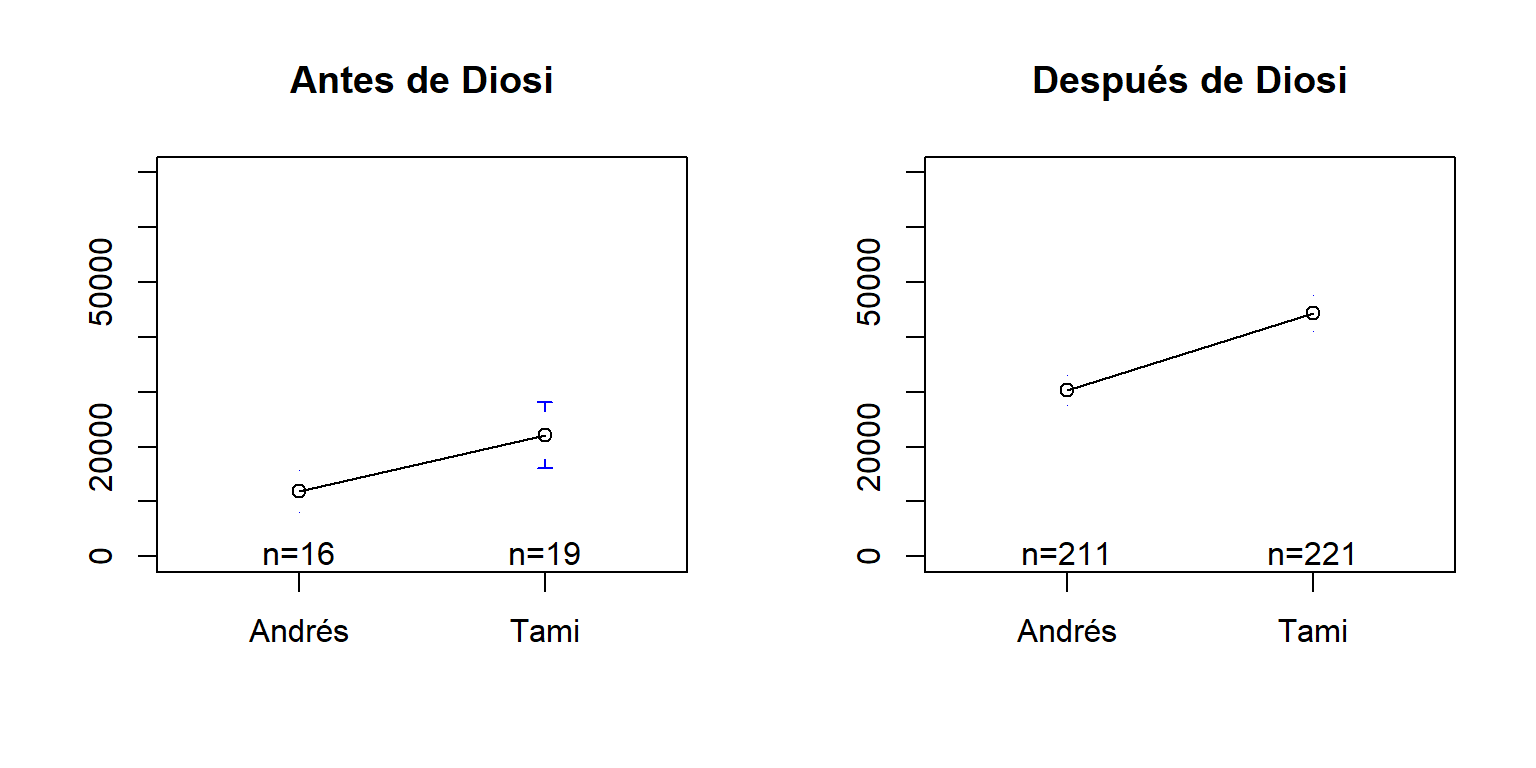 Antes de Diosi
50000
20000
0
n=16
n=19
Andrés
Tami
Después de Diosi
50000
20000
0
n=211
n=221
Andrés
Tami